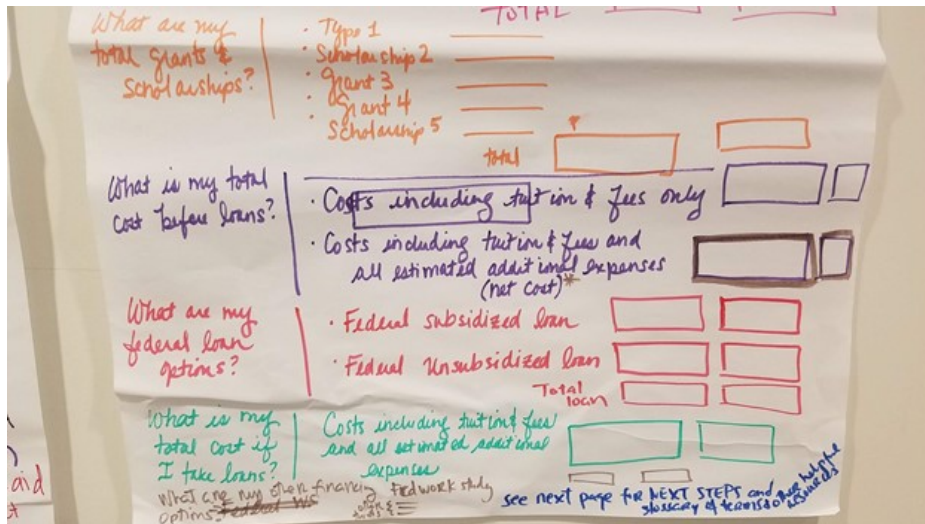 TOTAL
What are my
total grants &
Scholarships?
· Type 1
· Scholarship 2
· Grant 3
· Grant 4
· Scholarship 5
total
What is my total
cost before loans?
· Costs including tuition & fees only
· Costs including tuition & fees and
all estimated additional expenses
(net cost)*
What are my
federal loan
options?
· Federal subsidized loan
· Federal Unsubsidized loan
Total
loan
What is my
total cost if
I take loans?
Costs including tuition & fees
and all estimated additional
expenses
What are my other financing
options Federal WS
Fed work study
see next page for NEXT STEPS and
glossary of terms & other helpful
resources
aid